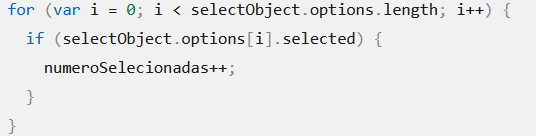 for (var i = 0; i < selectObject.options.length; i++) {
if (selectObject.options[i].selected) {
numeroSelecionadas++;
}
}